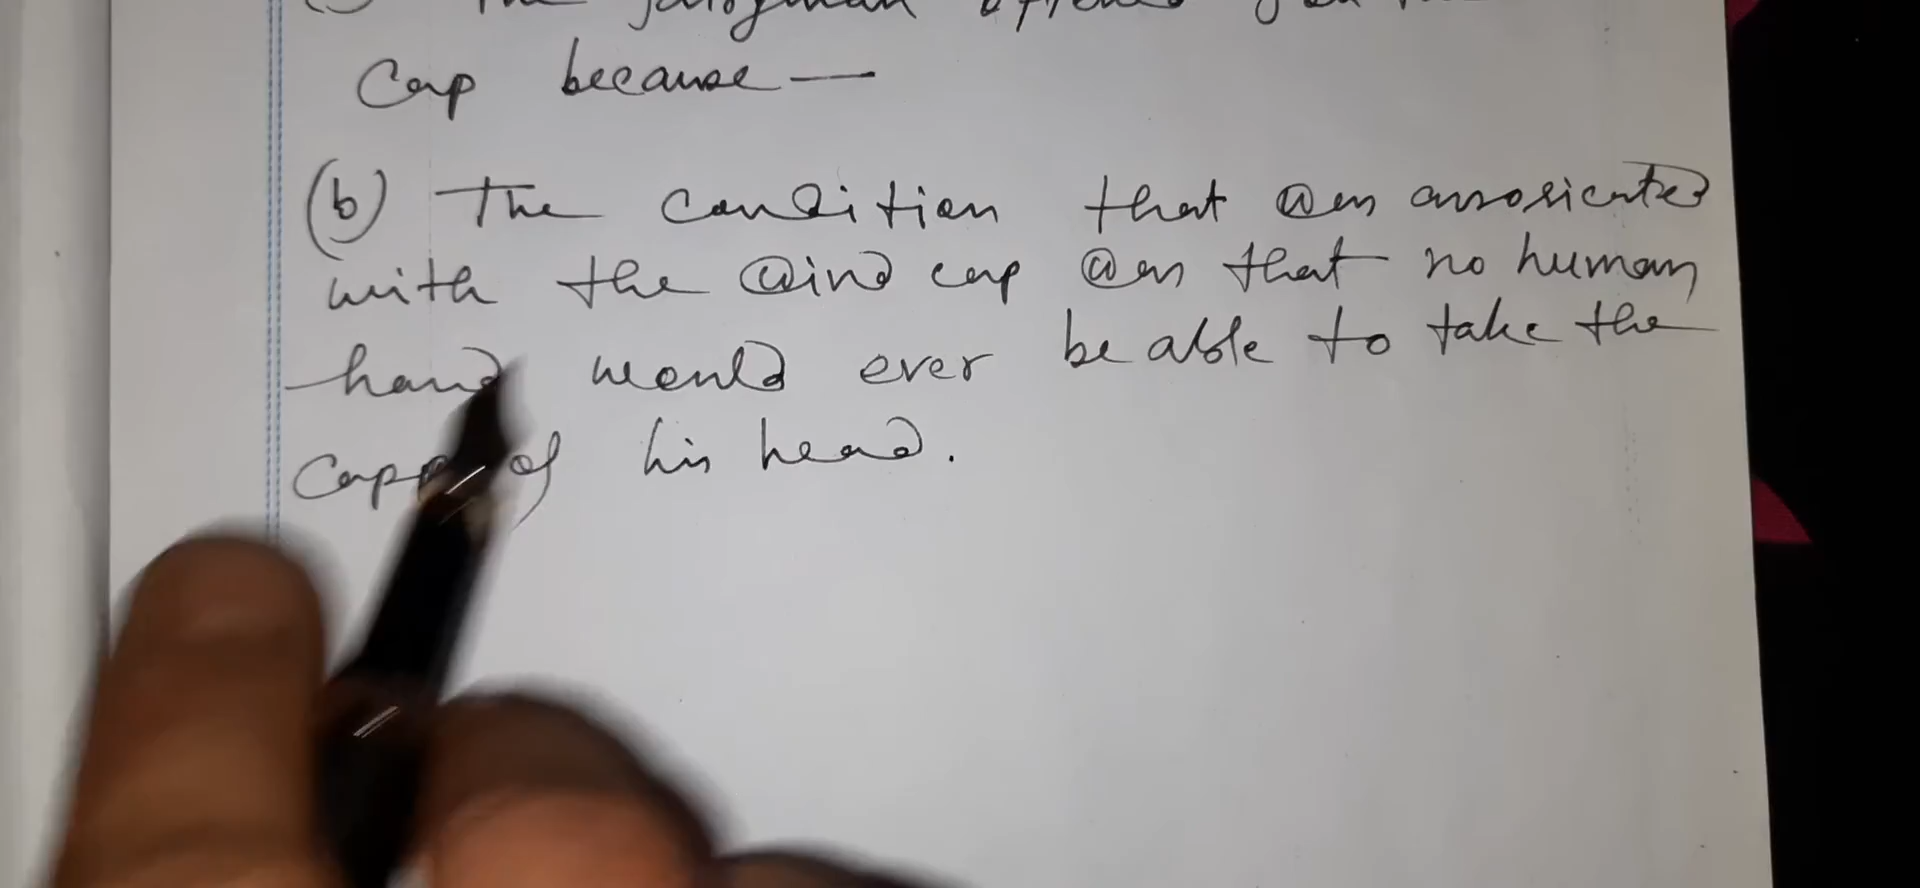 The
Cap because —
(b) The condition that was associated
with the wind cap was that no human
hand would ever be able to take the
cap of his head.